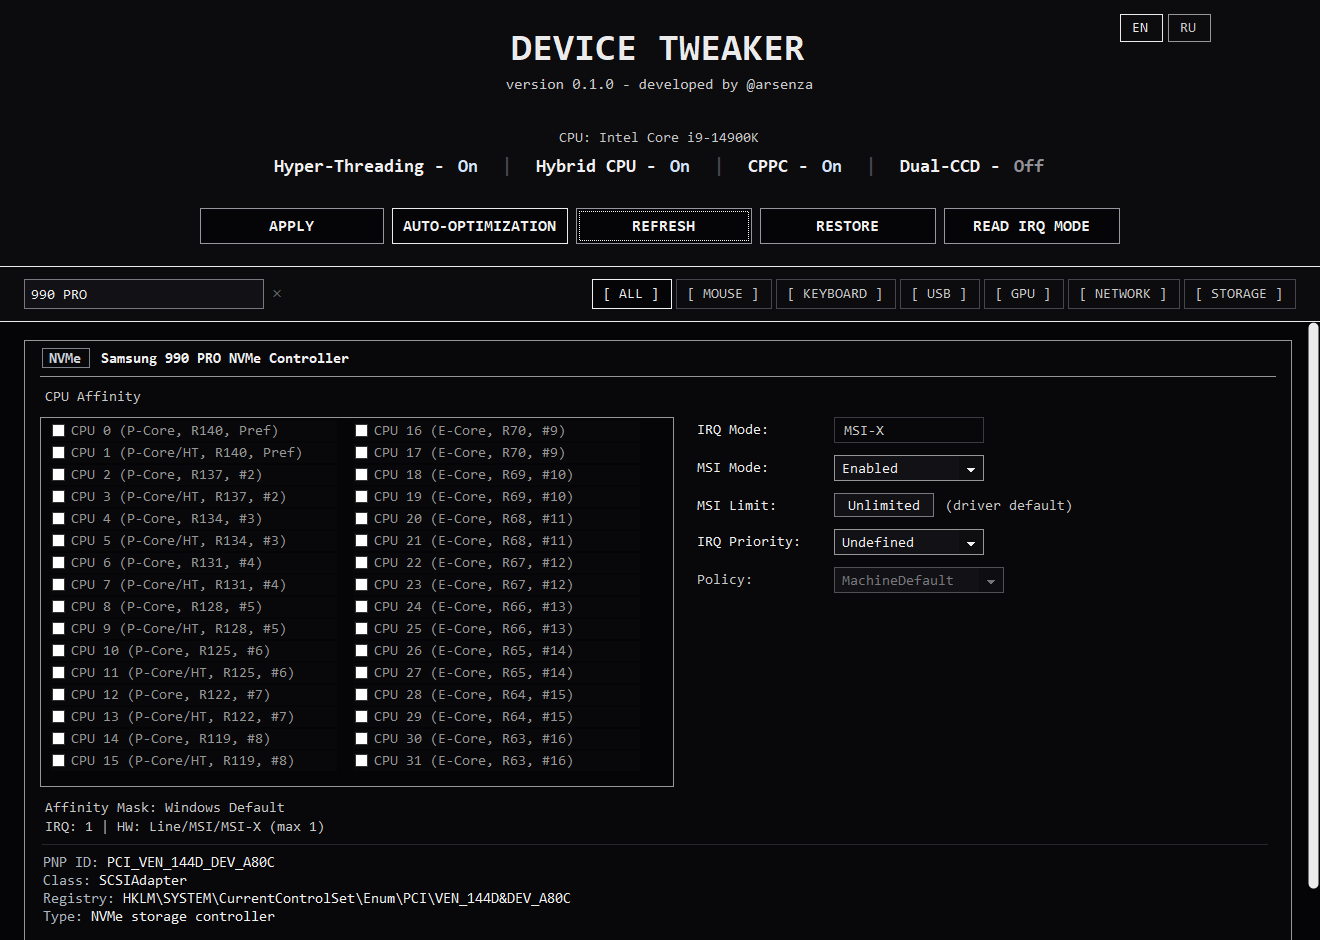 EN RU
DEVICE TWEAKER
version 0.1.0 - developed by @arsenza
CPU: Intel Core i9-14900K
Hyper-Threading - On | Hybrid CPU - On | CPPC - On | Dual-CCD - Off
APPLY AUTO-OPTIMIZATION REFRESH RESTORE READ IRQ MODE
990 PRO × [ ALL ] [ MOUSE ] [ KEYBOARD ] [ USB ] [ GPU ] [ NETWORK ] [ STORAGE ]
NVMe Samsung 990 PRO NVMe Controller
CPU Affinity
CPU 0 (P-Core, R140, Pref)
CPU 1 (P-Core/HT, R140, Pref)
CPU 2 (P-Core, R137, #2)
CPU 3 (P-Core/HT, R137, #2)
CPU 4 (P-Core, R134, #3)
CPU 5 (P-Core/HT, R134, #3)
CPU 6 (P-Core, R131, #4)
CPU 7 (P-Core/HT, R131, #4)
CPU 8 (P-Core, R128, #5)
CPU 9 (P-Core/HT, R128, #5)
CPU 10 (P-Core, R125, #6)
CPU 11 (P-Core/HT, R125, #6)
CPU 12 (P-Core, R122, #7)
CPU 13 (P-Core/HT, R122, #7)
CPU 14 (P-Core, R119, #8)
CPU 15 (P-Core/HT, R119, #8)
CPU 16 (E-Core, R70, #9)
CPU 17 (E-Core, R70, #9)
CPU 18 (E-Core, R69, #10)
CPU 19 (E-Core, R69, #10)
CPU 20 (E-Core, R68, #11)
CPU 21 (E-Core, R68, #11)
CPU 22 (E-Core, R67, #12)
CPU 23 (E-Core, R67, #12)
CPU 24 (E-Core, R66, #13)
CPU 25 (E-Core, R66, #13)
CPU 26 (E-Core, R65, #14)
CPU 27 (E-Core, R65, #14)
CPU 28 (E-Core, R64, #15)
CPU 29 (E-Core, R64, #15)
CPU 30 (E-Core, R63, #16)
CPU 31 (E-Core, R63, #16)
IRQ Mode: MSI-X
MSI Mode: Enabled
MSI Limit: Unlimited (driver default)
IRQ Priority: Undefined
Policy: MachineDefault
Affinity Mask: Windows Default
IRQ: 1 | HW: Line/MSI/MSI-X (max 1)
PNP ID: PCI_VEN_144D_DEV_A80C
Class: SCSIAdapter
Registry: HKLM\SYSTEM\CurrentControlSet\Enum\PCI\VEN_144D&DEV_A80C
Type: NVMe storage controller